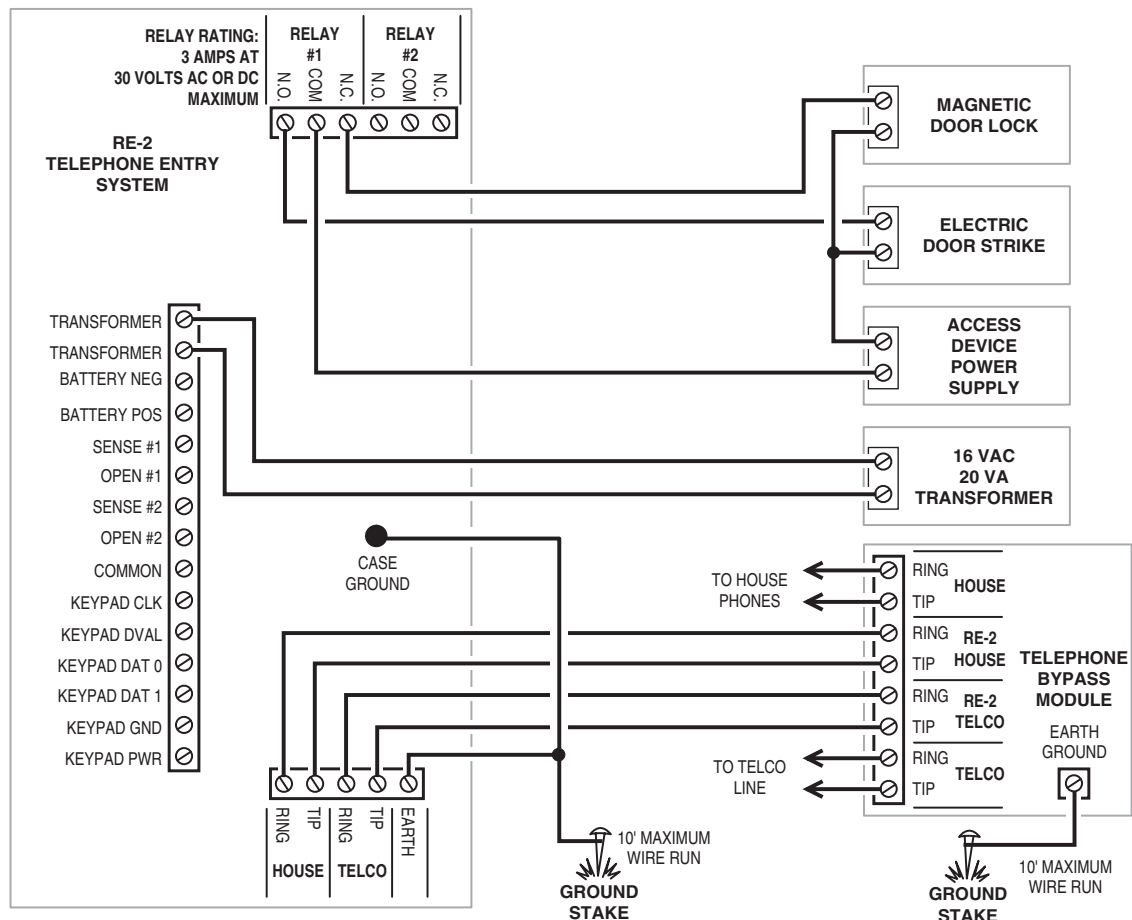 RELAY RATING:
3 AMPS AT
30 VOLTS AC OR DC
MAXIMUM
RELAY
#1
RELAY
#2
N.O.
COM
N.C.
N.O.
COM
N.C.
RE-2
TELEPHONE ENTRY
SYSTEM
MAGNETIC
DOOR LOCK
ELECTRIC
DOOR STRIKE
ACCESS
DEVICE
POWER
SUPPLY
16 VAC
20 VA
TRANSFORMER
TRANSFORMER
TRANSFORMER
BATTERY NEG
BATTERY POS
SENSE #1
OPEN #1
SENSE #2
OPEN #2
COMMON
KEYPAD CLK
KEYPAD DVAL
KEYPAD DAT 0
KEYPAD DAT 1
KEYPAD GND
KEYPAD PWR
CASE
GROUND
TO HOUSE
PHONES
RING
TIP
HOUSE
RING
TIP
RE-2
HOUSE
RING
TIP
RE-2
TELCO
RING
TIP
TELCO
TELEPHONE
BYPASS
MODULE
EARTH
GROUND
TO TELCO
LINE
RING
TIP
RING
TIP
EARTH
HOUSE
TELCO
10' MAXIMUM
WIRE RUN
GROUND
STAKE
10' MAXIMUM
WIRE RUN
GROUND
STAKE